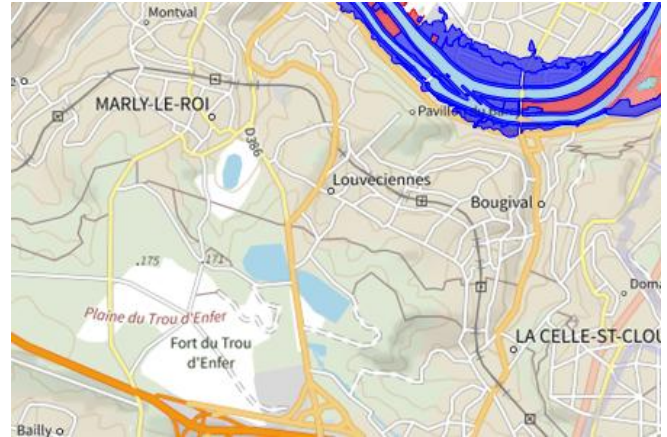 Montval
MARLY-LE-ROI
D386
Louveciennes
Bougival
.175
.171
Plaine du Trou d'Enfer
Fort du Trou
d'Enfer
LA CELLE-ST-CLOU
Doma
Bailly